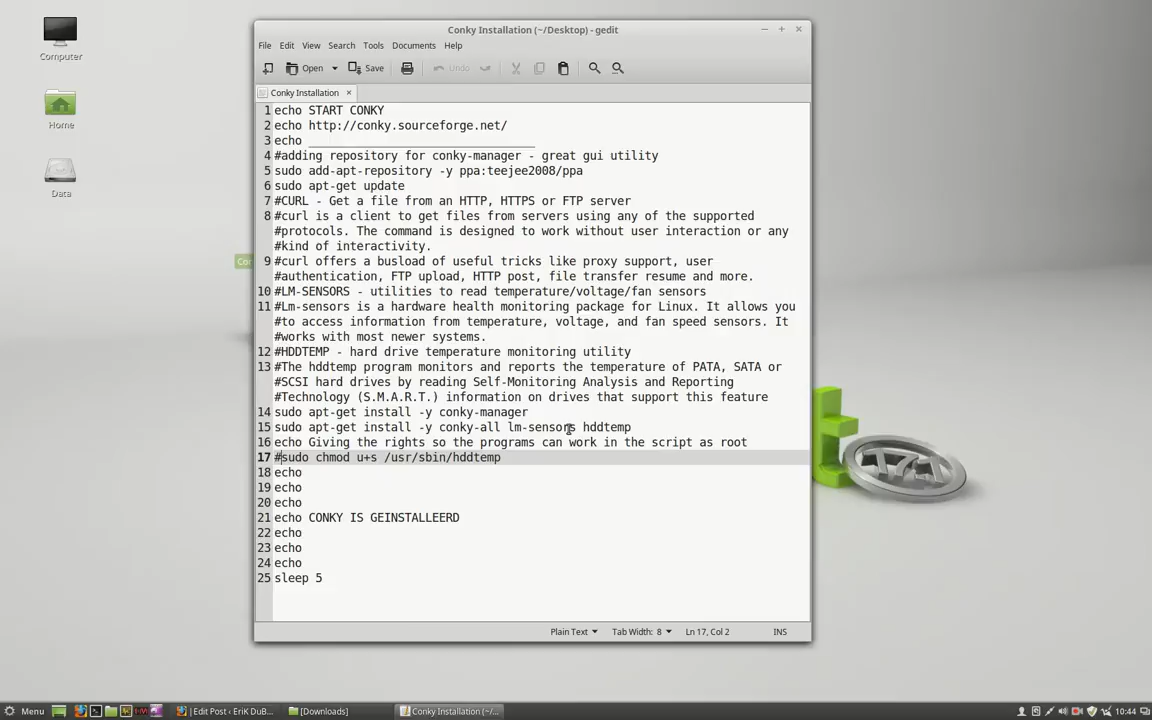 Computer
Home
Data
Conky Installation (~/Desktop) - gedit
File Edit View Search Tools Documents Help
Open Save Undo
Conky Installation
1 echo START CONKY
2 echo http://conky.sourceforge.net/
3 echo _________________________________
4 #adding repository for conky-manager - great gui utility
5 sudo add-apt-repository -y ppa:teejee2008/ppa
6 sudo apt-get update
7 #CURL - Get a file from an HTTP, HTTPS or FTP server
8 #curl is a client to get files from servers using any of the supported
#protocols. The command is designed to work without user interaction or any
#kind of interactivity.
9 #curl offers a busload of useful tricks like proxy support, user
#authentication, FTP upload, HTTP post, file transfer resume and more.
10 #LM-SENSORS - utilities to read temperature/voltage/fan sensors
11 #Lm-sensors is a hardware health monitoring package for Linux. It allows you
#to access information from temperature, voltage, and fan speed sensors. It
#works with most newer systems.
12 #HDDTEMP - hard drive temperature monitoring utility
13 #The hddtemp program monitors and reports the temperature of PATA, SATA or
#SCSI hard drives by reading Self-Monitoring Analysis and Reporting
#Technology (S.M.A.R.T.) information on drives that support this feature
14 sudo apt-get install -y conky-manager
15 sudo apt-get install -y conky-all lm-sensors hddtemp
16 echo Giving the rights so the programs can work in the script as root
17 #sudo chmod u+s /usr/sbin/hddtemp
18 echo
19 echo
20 echo
21 echo CONKY IS GEINSTALLEERD
22 echo
23 echo
24 echo
25 sleep 5
Plain Text Tab Width: 8 Ln 17, Col 2 INS
17.1
Menu |Edit Post ‹ EriK DuB... [Downloads] Conky Installation (~/... 10:44